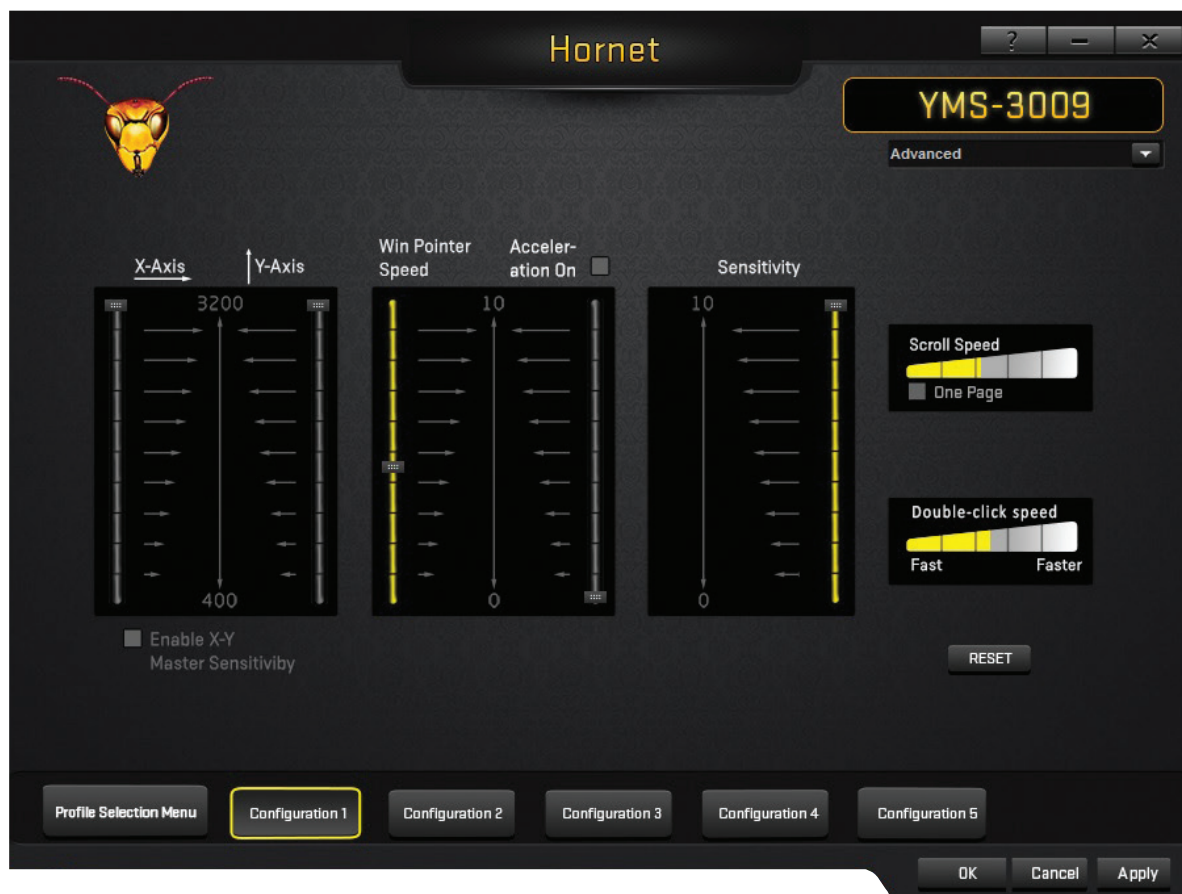 Hornet
? – ×
YMS-3009
Advanced
X-Axis
Y-Axis
3200
400
Enable X-Y
Master Sensitiviby
Win Pointer
Speed
Acceler-
ation On
10
0
Sensitivity
10
0
Scroll Speed
One Page
Double-click speed
Fast Faster
RESET
Profile Selection Menu
Configuration 1
Configuration 2
Configuration 3
Configuration 4
Configuration 5
OK
Cancel
Apply